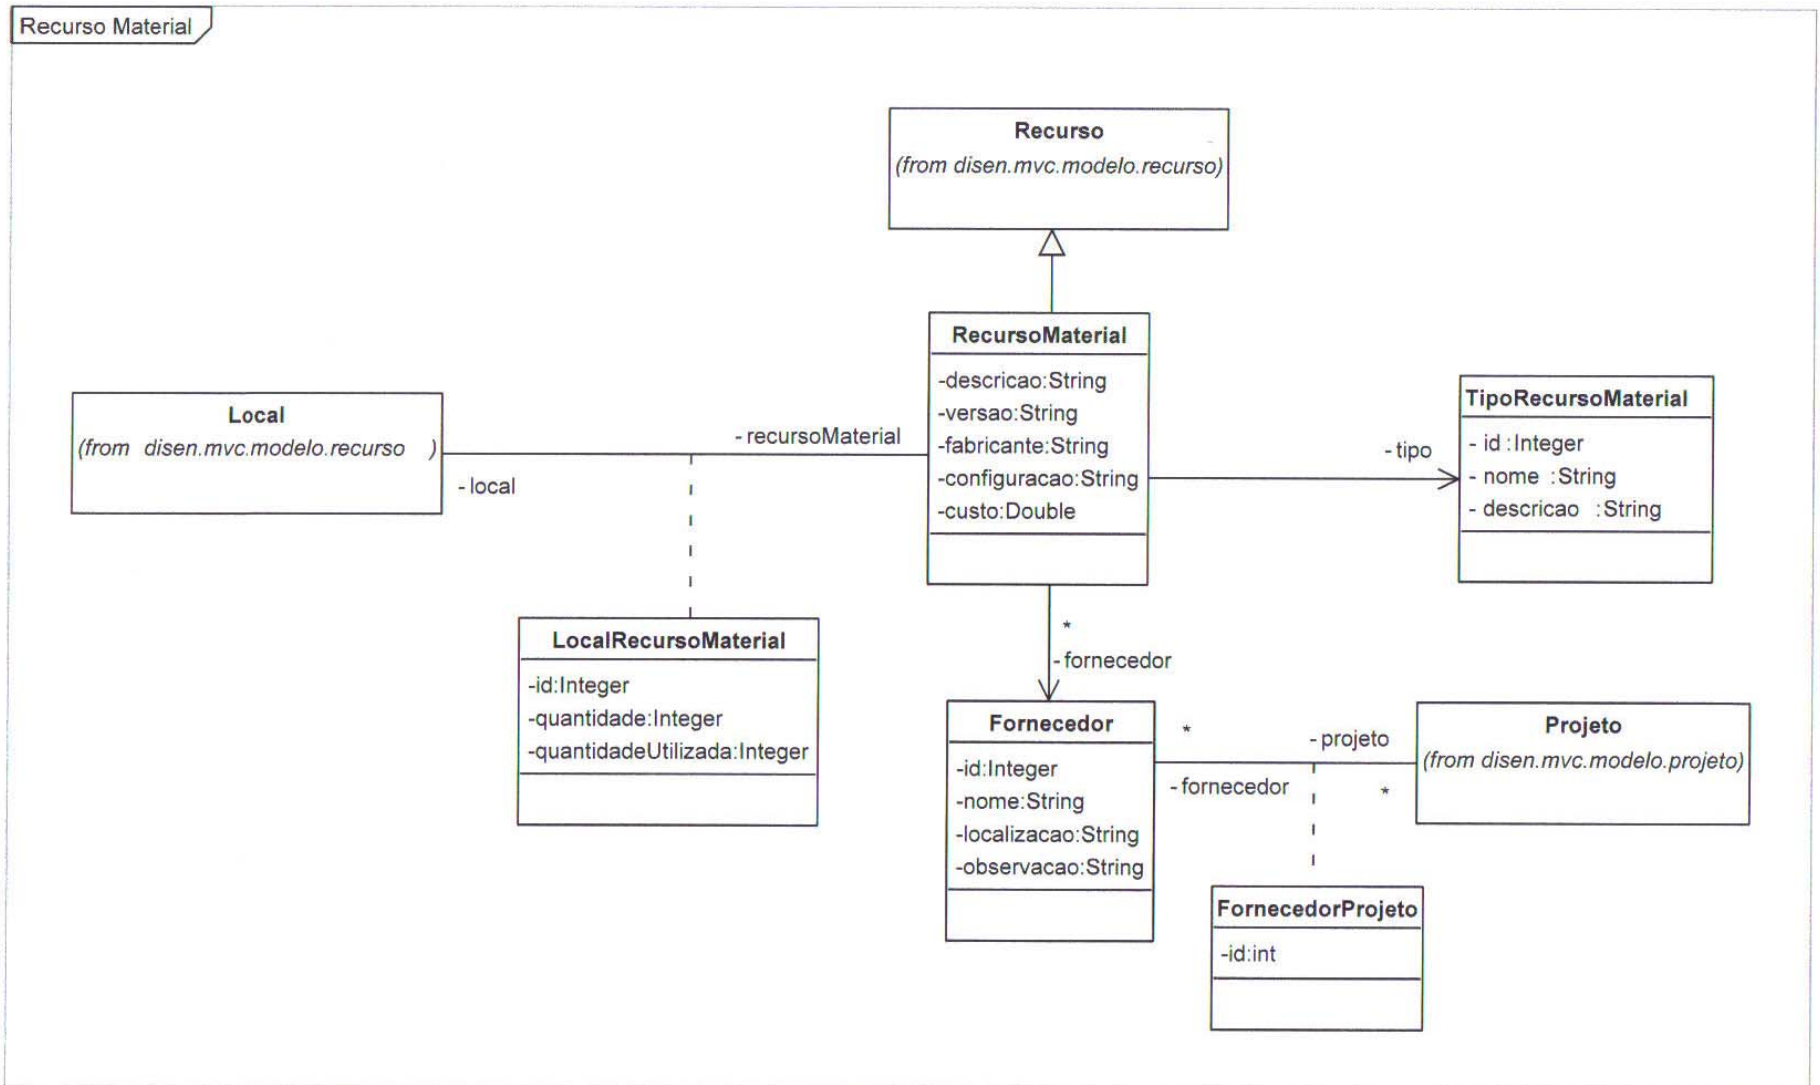 Recurso Material
Recurso
(from disen.mvc.modelo.recurso)
RecursoMaterial
-descricao:String
-versao:String
-fabricante:String
-configuracao:String
-custo:Double
Local
(from disen.mvc.modelo.recurso )
-recursoMaterial
-local
TipoRecursoMaterial
- id :Integer
- nome :String
- descricao :String
-tipo
LocalRecursoMaterial
-id:Integer
-quantidade:Integer
-quantidadeUtilizada:Integer
*
-fornecedor
Fornecedor
-id:Integer
-nome:String
-localizacao:String
-observacao:String
*
-projeto
-fornecedor
*
Projeto
(from disen.mvc.modelo.projeto)
FornecedorProjeto
-id:int